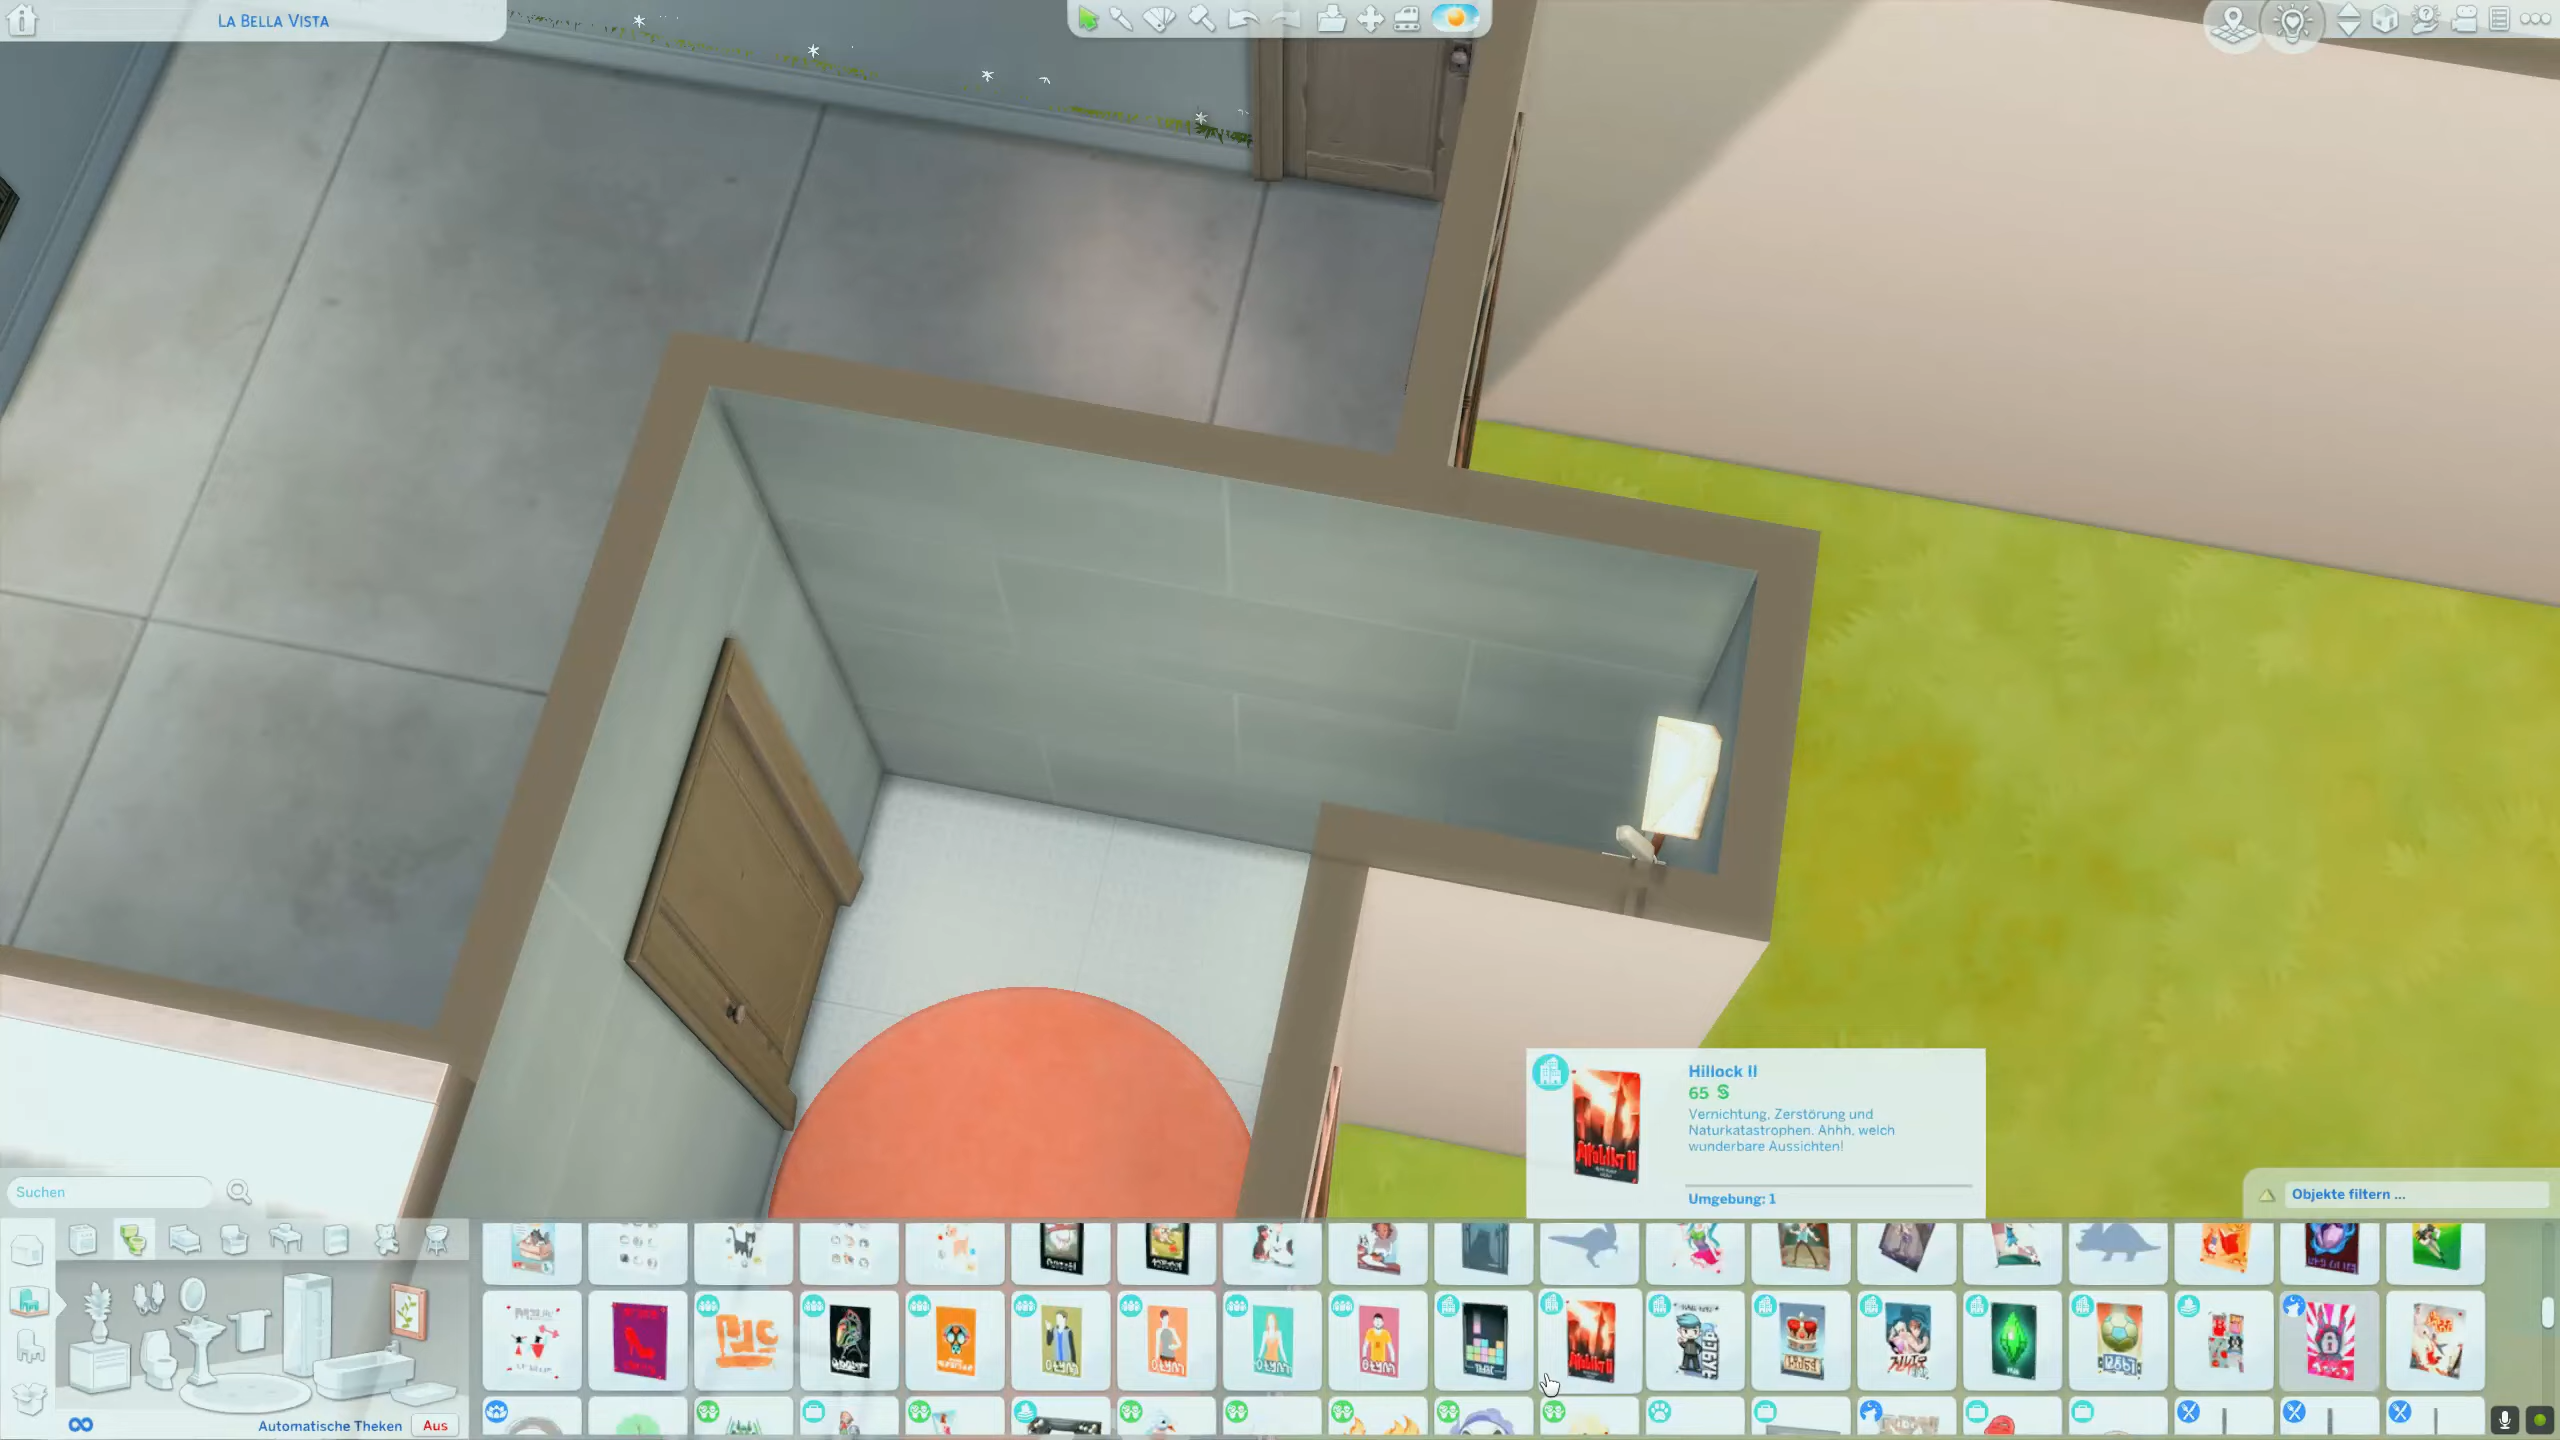 LA BELLA VISTA
Hillock II
65 §
Vernichtung, Zerstörung und
Naturkatastrophen. Ahhh, welch
wunderbare Aussichten!
Umgebung: 1
Suchen
Objekte filtern ...
Automatische Theken Aus